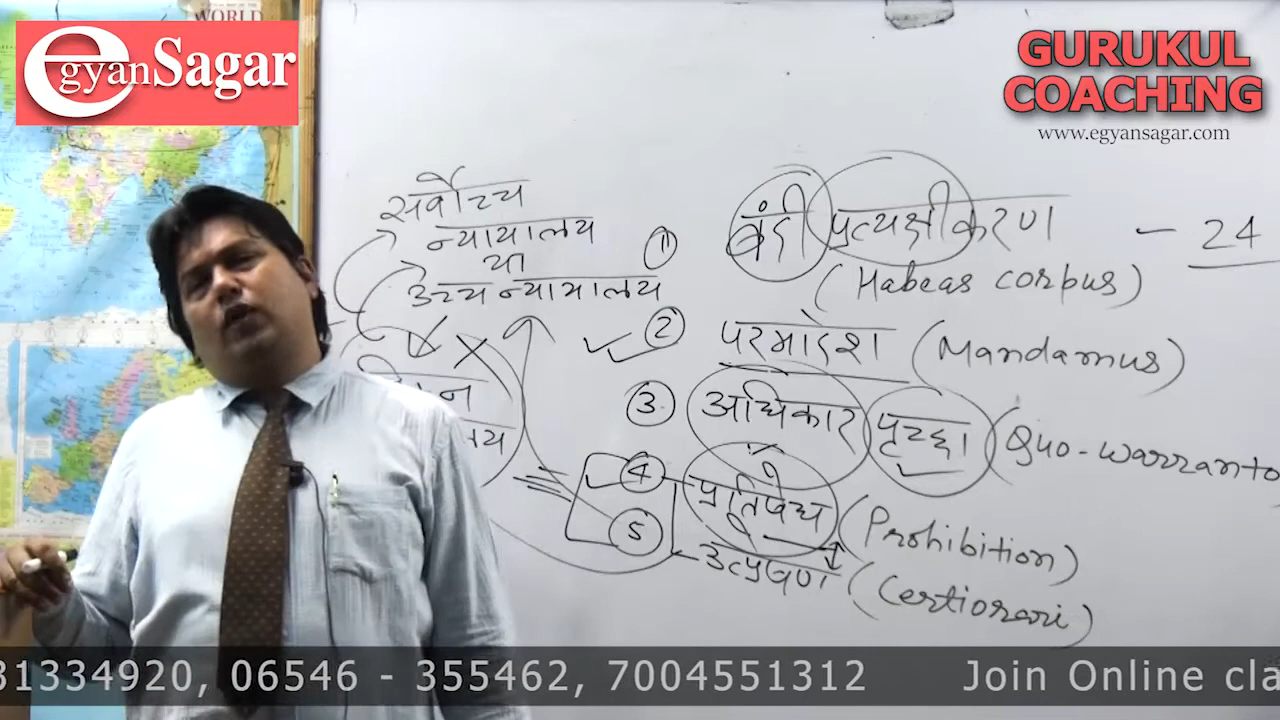 WORLD
egyanSagar
GURUKUL
COACHING
www.egyansagar.com
सर्वोच्च
न्यायालय
या
उच्च न्यायालय
① बंदी प्रत्यक्षीकरण - 24
(Habeas corpus)
② परमादेश (Mandamus)
③ अधिकार पृच्छा (Quo-warranto
④ प्रतिषेध (Prohibition)
⑤ उत्प्रेषण (Certiorari)
31334920, 06546 - 355462, 7004551312 Join Online cla